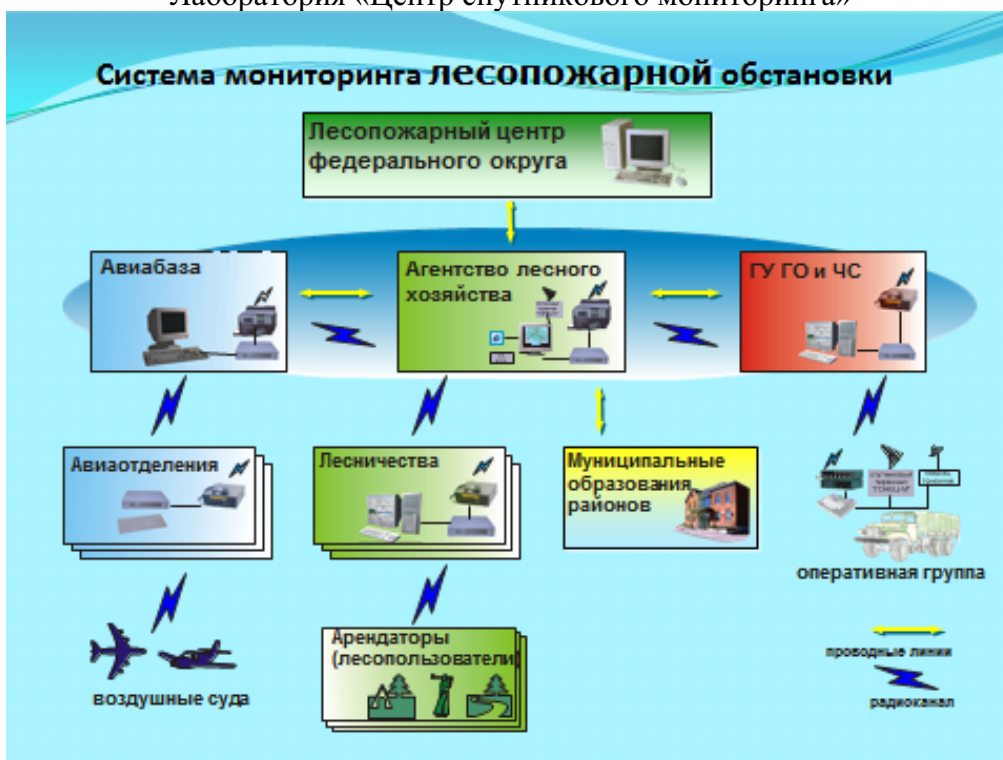 Лаборатория «Центр спутникового мониторинга»
Система мониторинга лесопожарной обстановки
Лесопожарный центр
федерального округа
Авиабаза
Агентство лесного
хозяйства
ГУ ГО и ЧС
Авиаотделения
Лесничества
Муниципальные
образования
районов
оперативная группа
Арендаторы
(лесопользователи)
воздушные суда
проводные линии
радиоканал